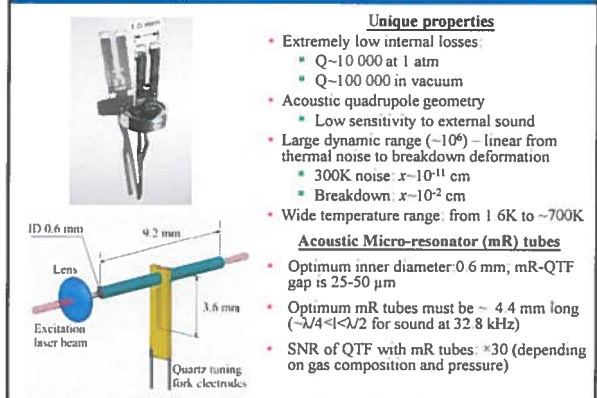 1.0 mm
Unique properties
• Extremely low internal losses:
▪ Q~10 000 at 1 atm
▪ Q~100 000 in vacuum
• Acoustic quadrupole geometry
▪ Low sensitivity to external sound
• Large dynamic range (~10⁶) – linear from
thermal noise to breakdown deformation
▪ 300K noise: x~10⁻¹¹ cm
▪ Breakdown: x~10⁻² cm
• Wide temperature range: from 1 6K to ~700K
Acoustic Micro-resonator (mR) tubes
• Optimum inner diameter:0.6 mm; mR-QTF
gap is 25-50 µm
• Optimum mR tubes must be ~ 4.4 mm long
(~λ/4<l<λ/2 for sound at 32.8 kHz)
• SNR of QTF with mR tubes: ×30 (depending
on gas composition and pressure)
ID 0.6 mm
9.2 mm
Lens
3.6 mm
Excitation
laser beam
Quartz tuning
fork electrodes